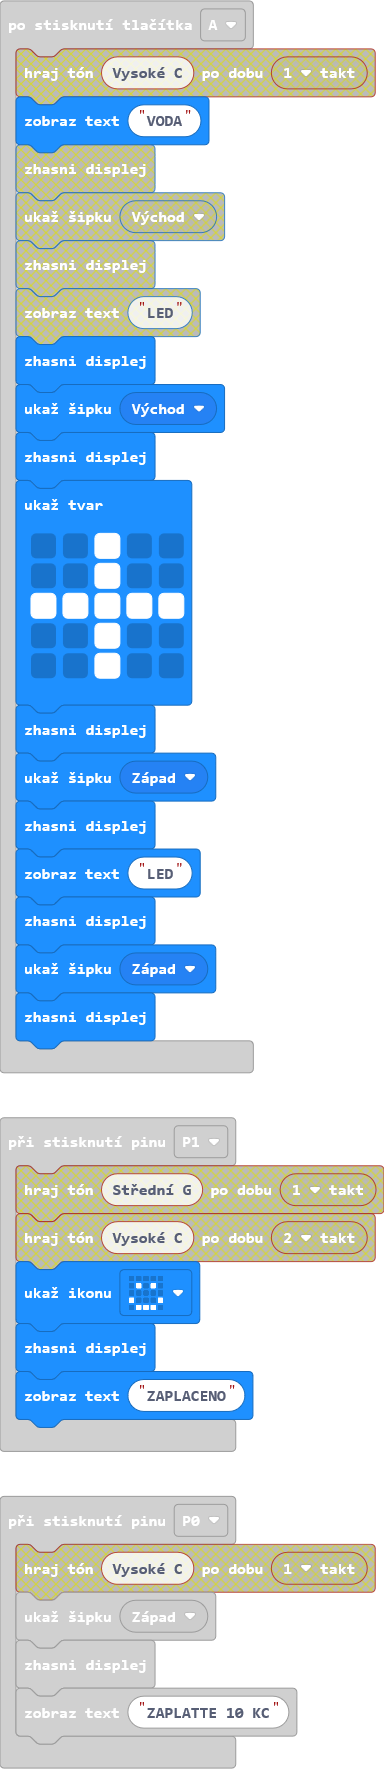 po stisknutí tlačítka A
hraj tón Vysoké C po dobu 1 takt
zobraz text "VODA"
zhasni displej
ukaž šipku Východ
zhasni displej
zobraz text "LED"
zhasni displej
ukaž šipku Východ
zhasni displej
ukaž tvar
zhasni displej
ukaž šipku Západ
zhasni displej
zobraz text "LED"
zhasni displej
ukaž šipku Západ
zhasni displej
při stisknutí pinu P1
hraj tón Střední G po dobu 1 takt
hraj tón Vysoké C po dobu 2 takt
ukaž ikonu
zhasni displej
zobraz text "ZAPLACENO"
při stisknutí pinu P0
hraj tón Vysoké C po dobu 1 takt
ukaž šipku Západ
zhasni displej
zobraz text "ZAPLATTE 10 KC"